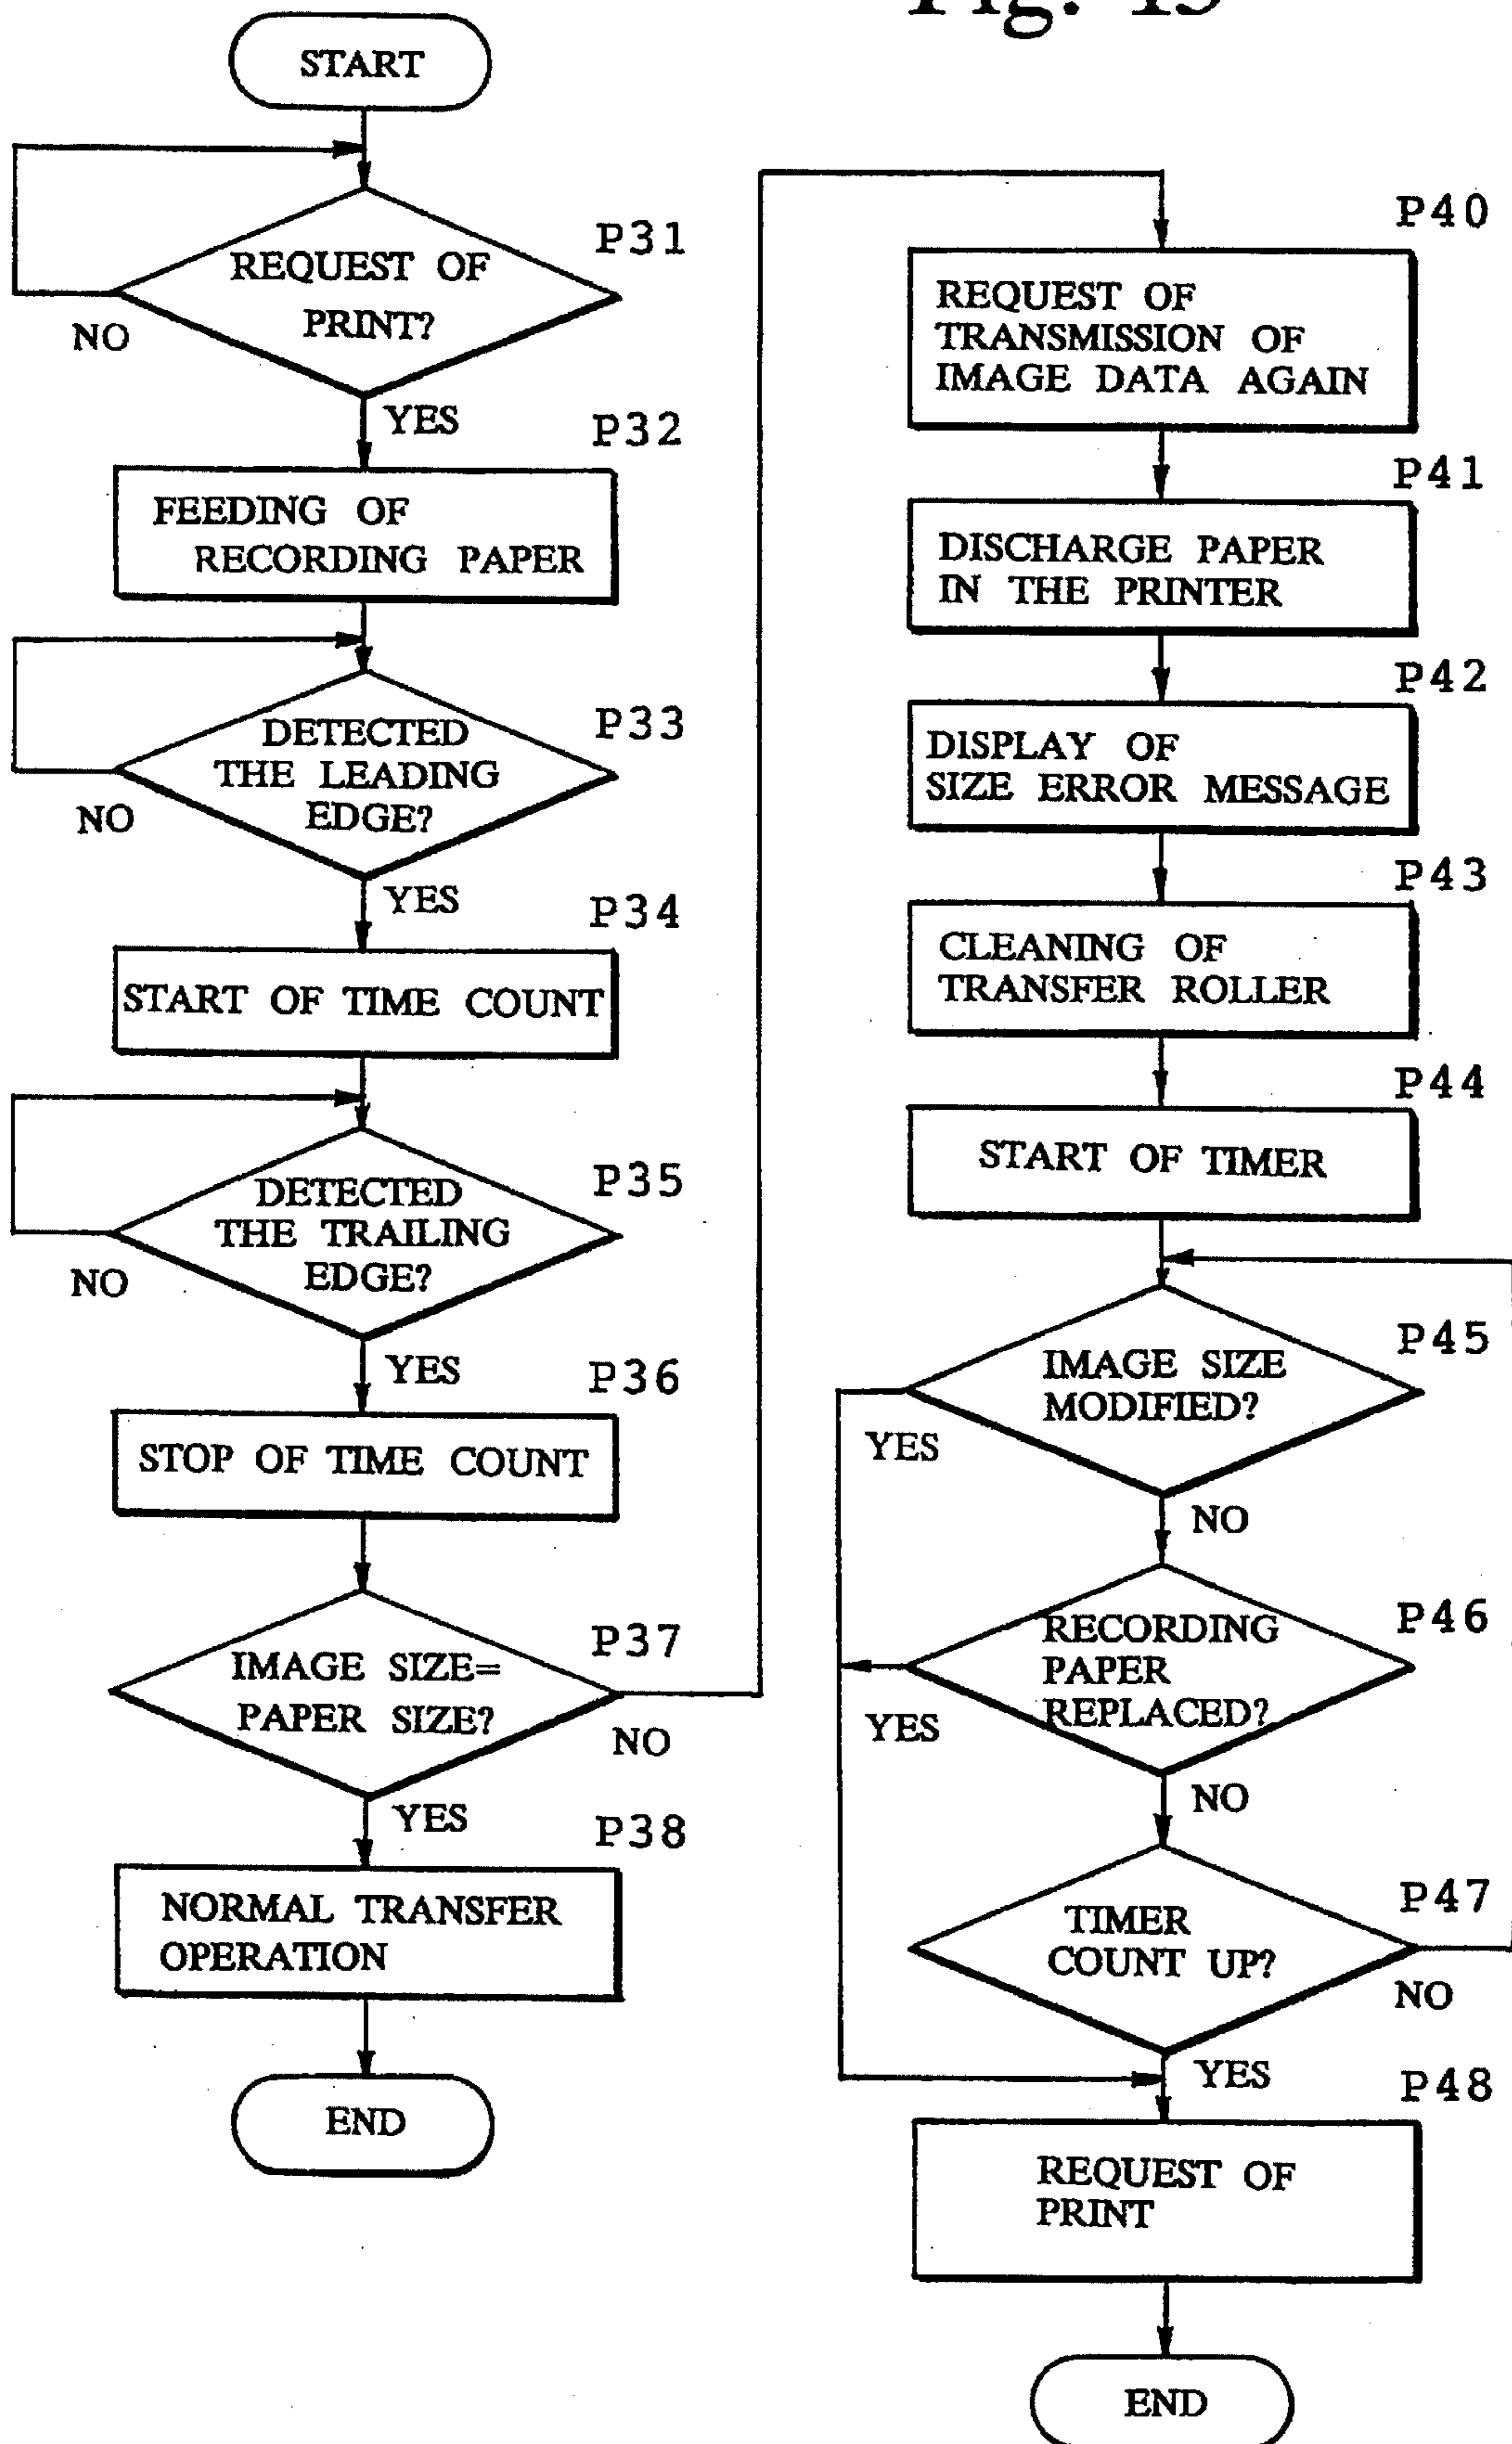 START
P31
REQUEST OF
PRINT?
NO
YES
P32
FEEDING OF
RECORDING PAPER
P33
DETECTED
THE LEADING
EDGE?
NO
YES
P34
START OF TIME COUNT
P35
DETECTED
THE TRAILING
EDGE?
NO
YES
P36
STOP OF TIME COUNT
P37
IMAGE SIZE=
PAPER SIZE?
NO
YES
P38
NORMAL TRANSFER
OPERATION
END
P40
REQUEST OF
TRANSMISSION OF
IMAGE DATA AGAIN
P41
DISCHARGE PAPER
IN THE PRINTER
P42
DISPLAY OF
SIZE ERROR MESSAGE
P43
CLEANING OF
TRANSFER ROLLER
P44
START OF TIMER
P45
IMAGE SIZE
MODIFIED?
YES
NO
P46
RECORDING
PAPER
REPLACED?
YES
NO
P47
TIMER
COUNT UP?
NO
YES
P48
REQUEST OF
PRINT
END